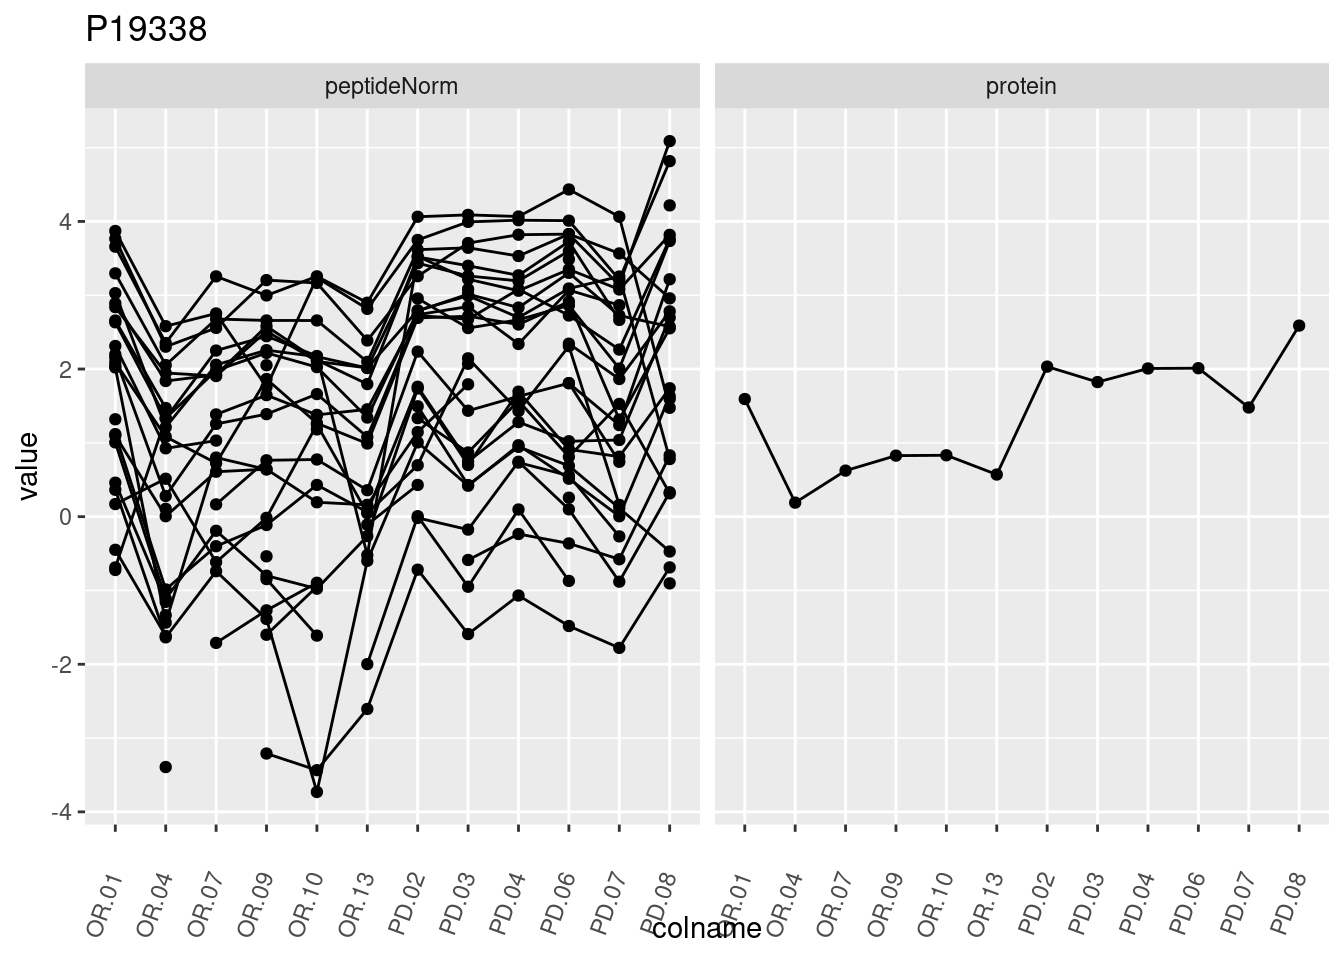 P19338
peptideNorm
protein
value
4
2
0
-2
-4
OR.01 OR.04 OR.07 OR.09 OR.10 OR.13 PD.02 PD.03 PD.04 PD.06 PD.07 PD.08
OR.01 OR.04 OR.07 OR.09 OR.10 OR.13 PD.02 PD.03 PD.04 PD.06 PD.07 PD.08
colname